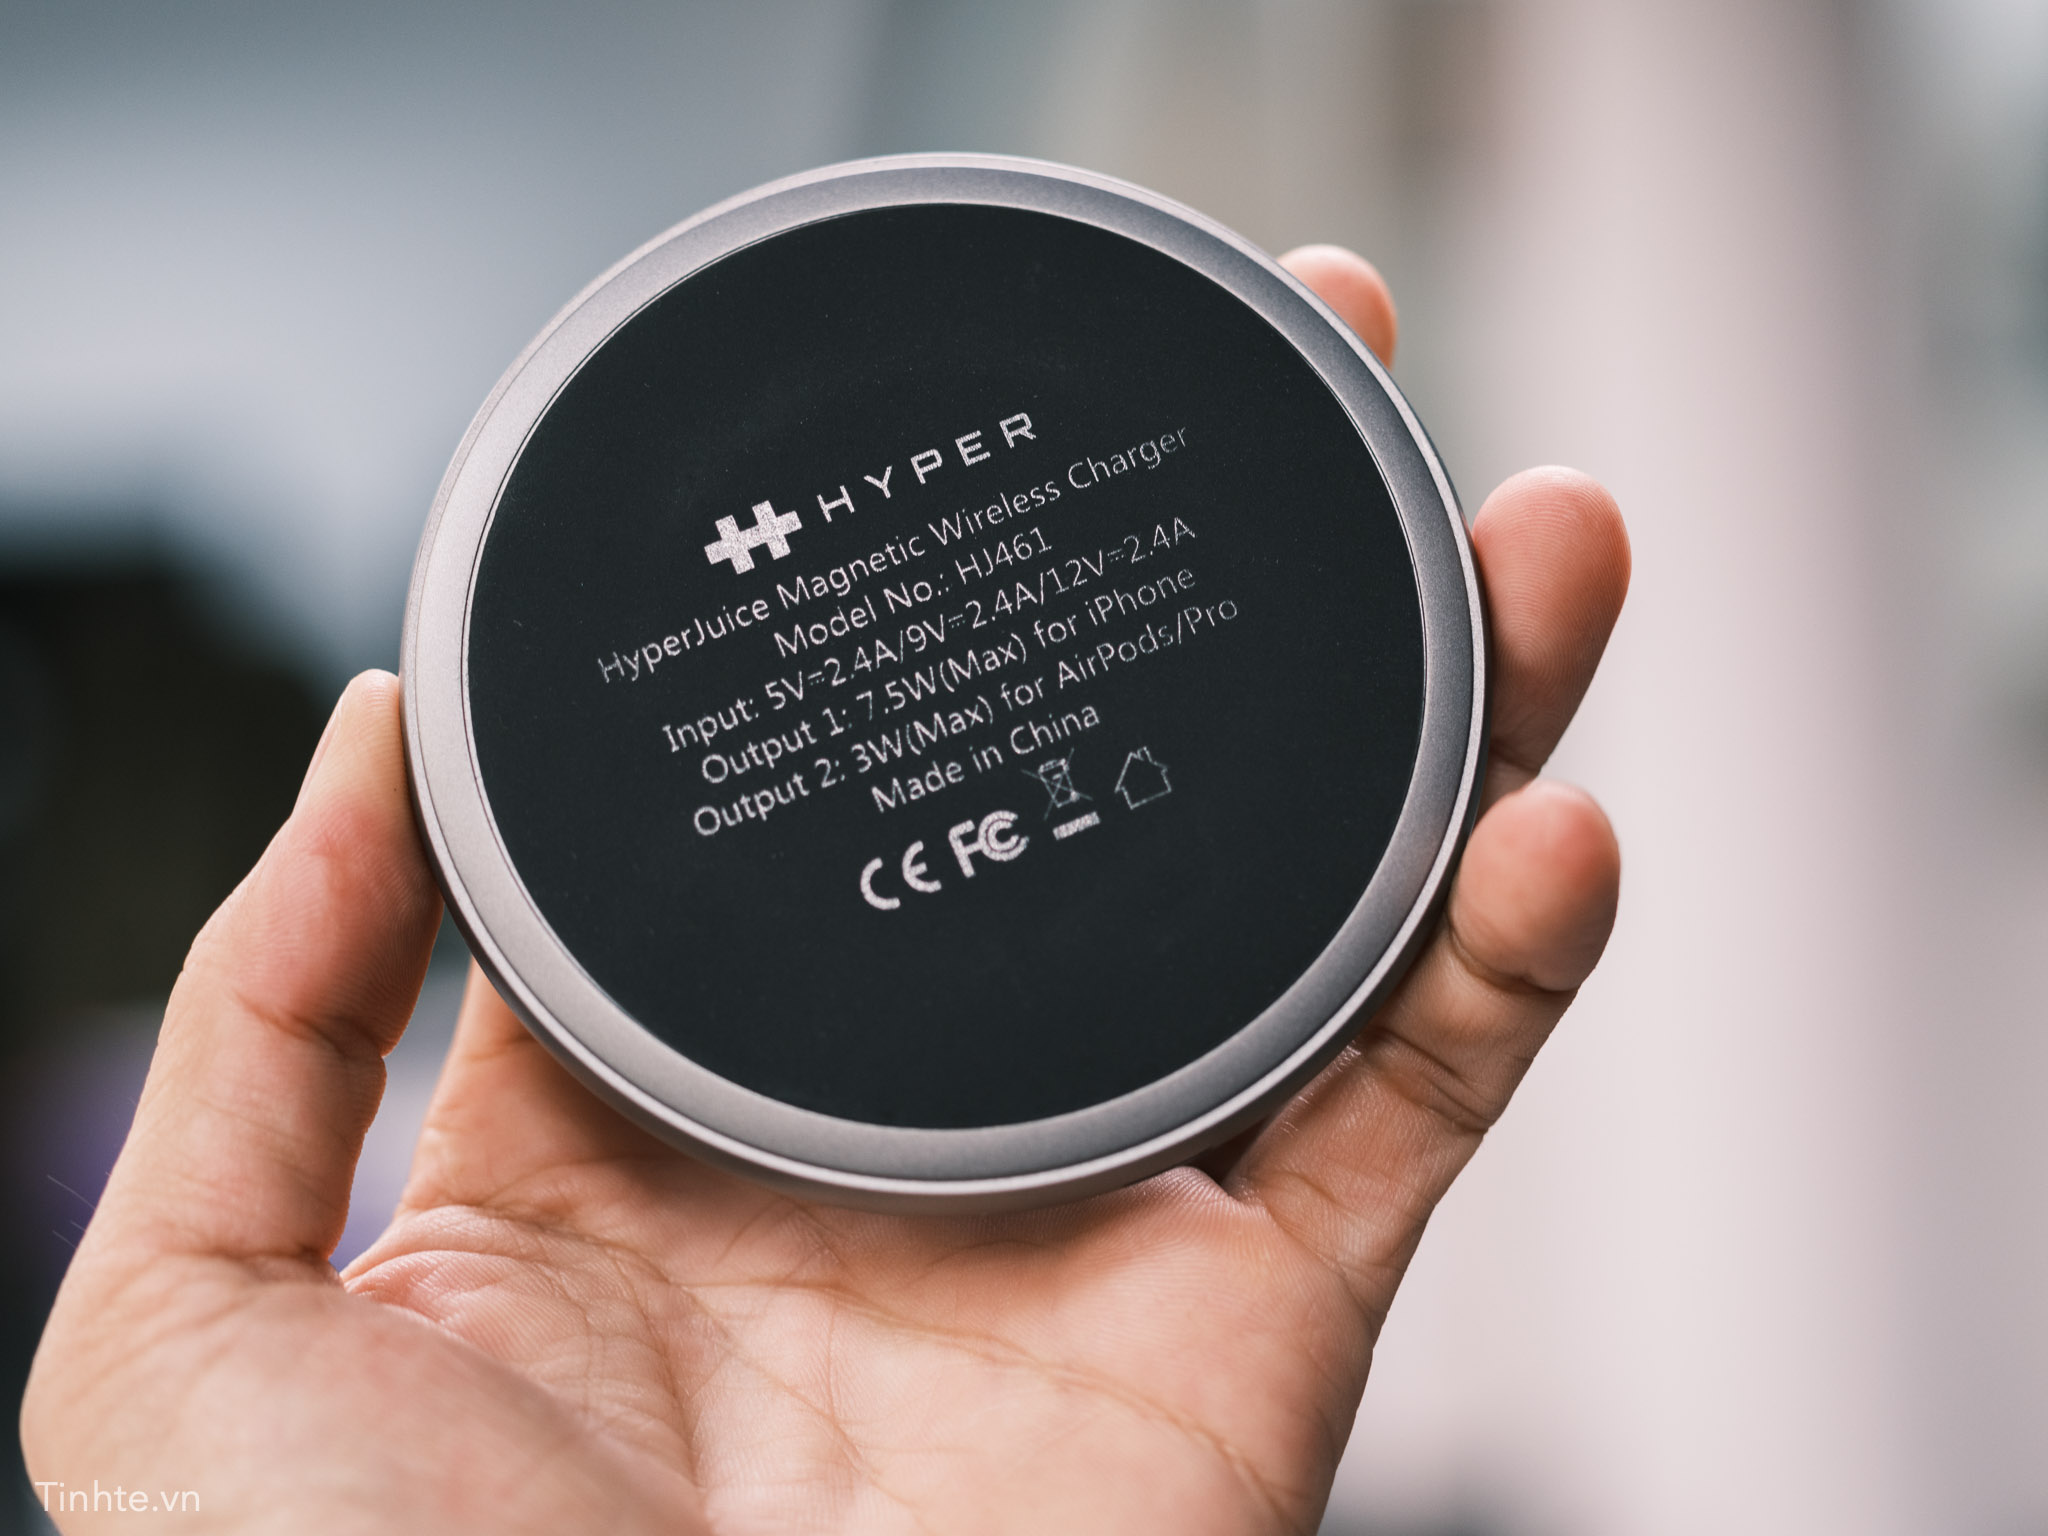 HYPER
HyperJuice Magnetic Wireless Charger
Model No.: HJ461
Input: 5V=2.4A/9V=2.4A/12V=2.4A
Output 1: 7.5W(Max) for iPhone
Output 2: 3W(Max) for AirPods/Pro
Made in China
CE FC
Tinhte.vn